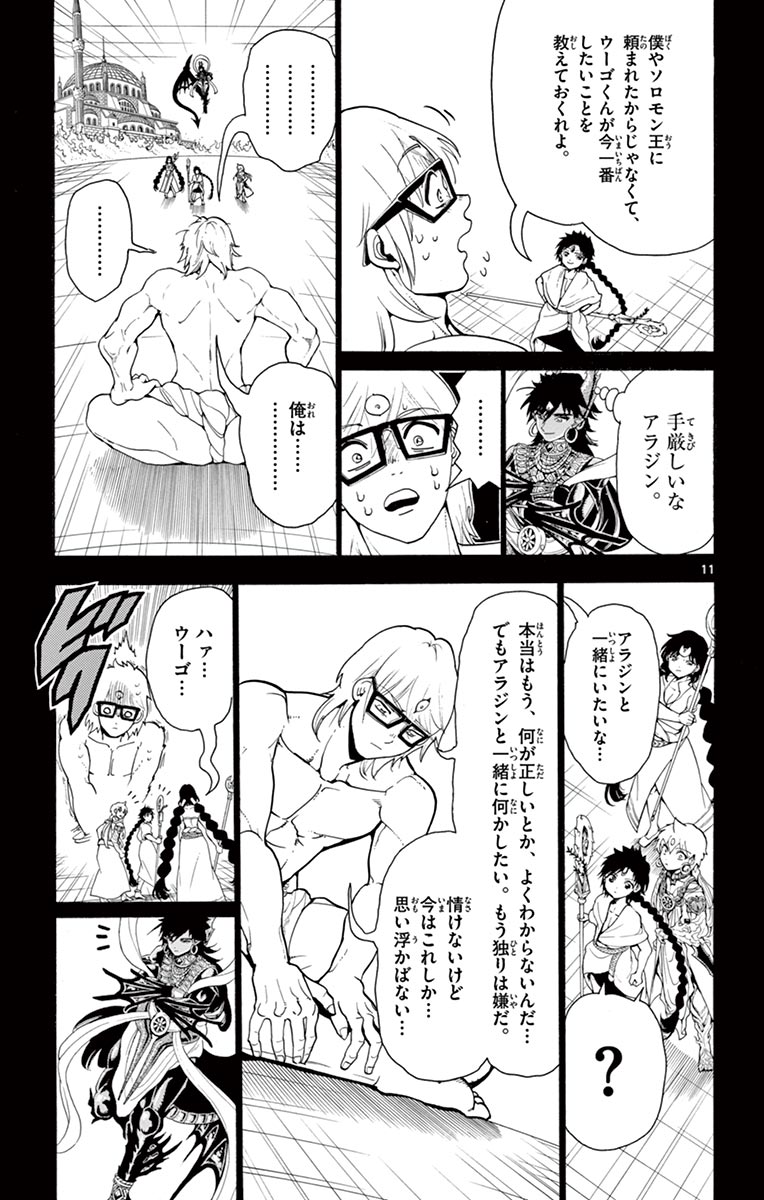 僕やソロモン王に
頼まれたからじゃなくて、
ウーゴくんが今一番
したいことを
教えておくれよ。
…………
…………
俺は……
手厳しいな
アラジン。
………
11
アラジンと
一緒にいたいな…
?
本当はもう、何が正しいとか、よくわからないんだ…
でもアラジンと一緒に何かしたい。もう独りは嫌だ。
情けないけど
今はこれしか…
思い浮かばない…
ハァ…
ウーゴ…
ビグ